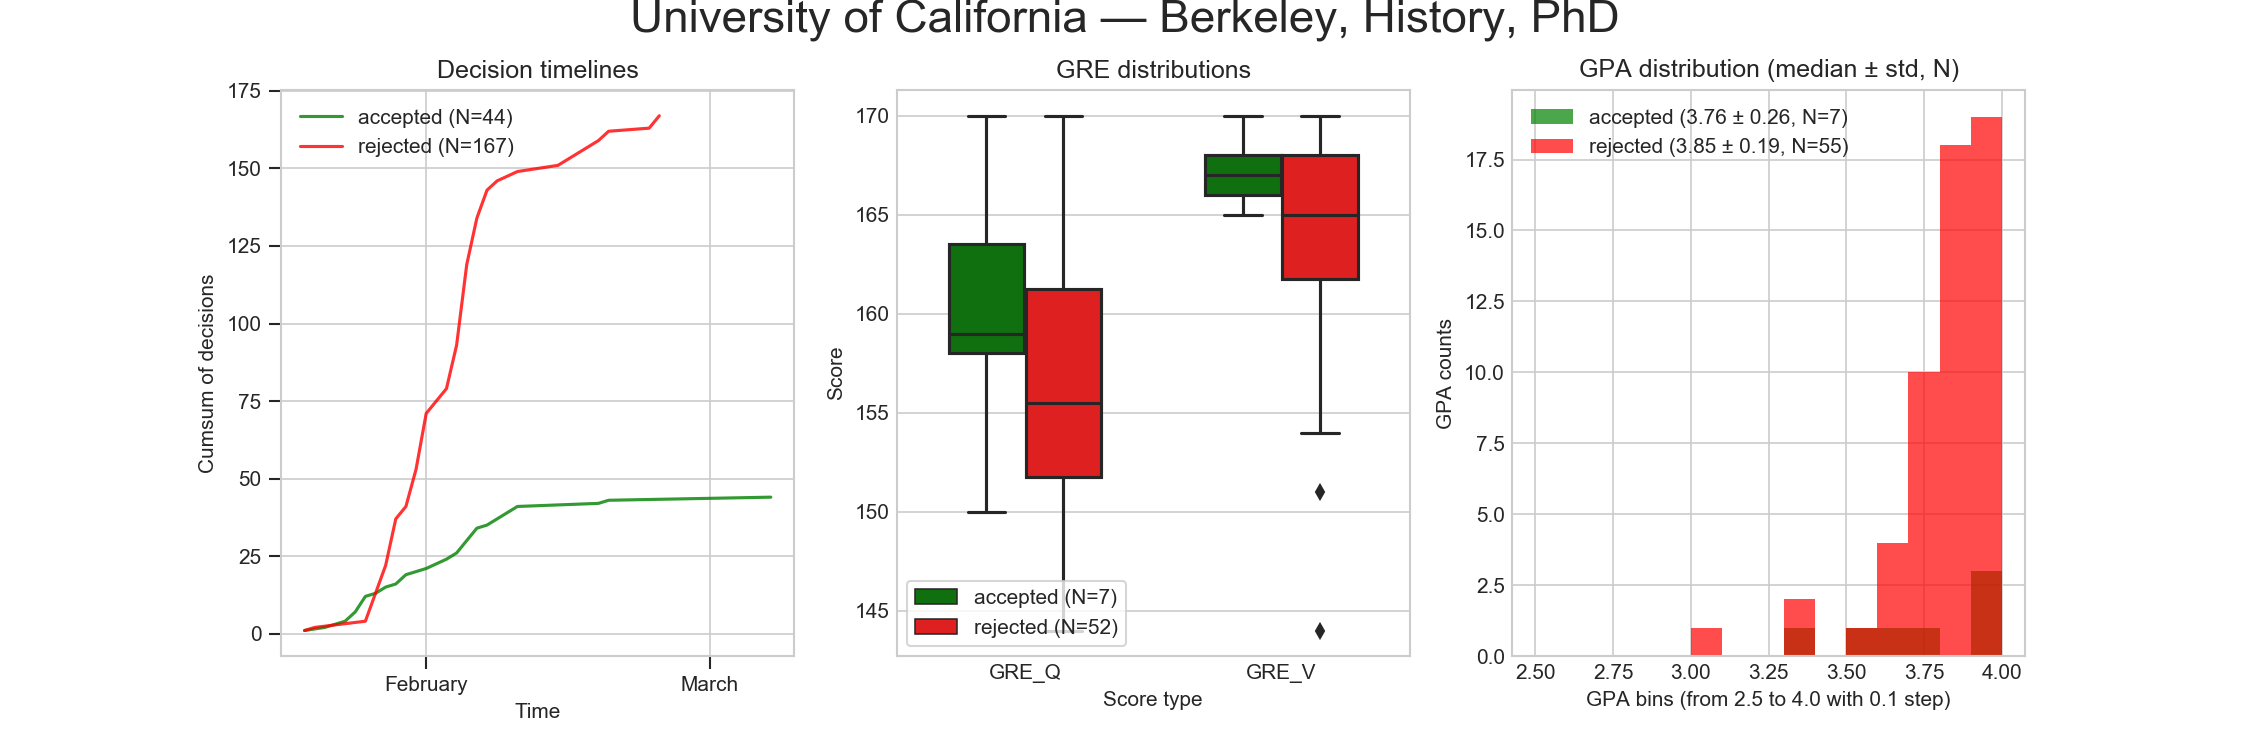 University of California — Berkeley, History, PhD
Decision timelines
175
150
125
100
75
50
25
0
Cumsum of decisions
accepted (N=44)
rejected (N=167)
February
March
Time
GRE distributions
170
165
160
155
150
145
Score
accepted (N=7)
rejected (N=52)
GRE_Q
GRE_V
Score type
GPA distribution (median ± std, N)
accepted (3.76 ± 0.26, N=7)
rejected (3.85 ± 0.19, N=55)
17.5
15.0
12.5
10.0
7.5
5.0
2.5
0.0
GPA counts
2.50 2.75 3.00 3.25 3.50 3.75 4.00
GPA bins (from 2.5 to 4.0 with 0.1 step)